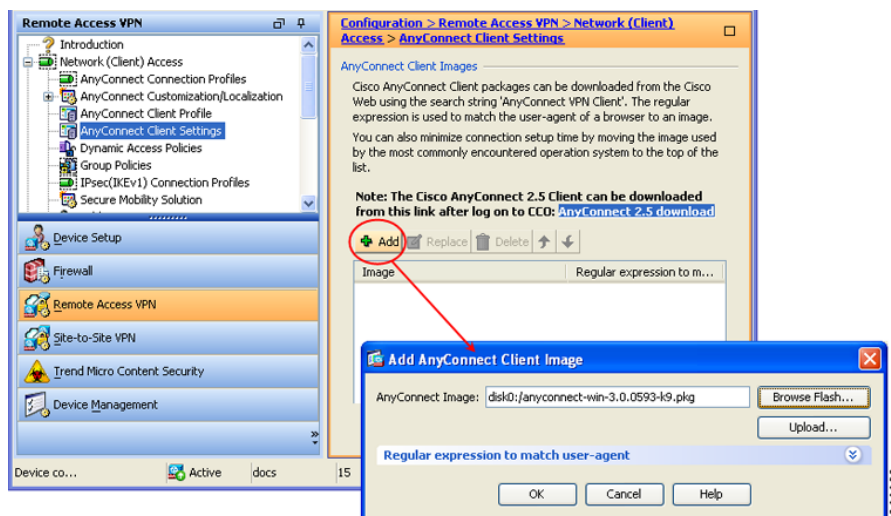 Remote Access VPN
Introduction
Network (Client) Access
AnyConnect Connection Profiles
AnyConnect Customization/Localization
AnyConnect Client Profile
AnyConnect Client Settings
Dynamic Access Policies
Group Policies
IPsec(IKEv1) Connection Profiles
Secure Mobility Solution
Device Setup
Firewall
Remote Access VPN
Site-to-Site VPN
Trend Micro Content Security
Device Management
Device co...
Active
docs
15
Configuration > Remote Access VPN > Network (Client)
Access > AnyConnect Client Settings
AnyConnect Client Images
Cisco AnyConnect Client packages can be downloaded from the Cisco
Web using the search string 'AnyConnect VPN Client'. The regular
expression is used to match the user-agent of a browser to an image.
You can also minimize connection setup time by moving the image used
by the most commonly encountered operation system to the top of the
list.
Note: The Cisco AnyConnect 2.5 Client can be downloaded
from this link after log on to CCO: AnyConnect 2.5 download
Add Replace Delete
Image Regular expression to m...
Add AnyConnect Client Image
AnyConnect Image: disk0:/anyconnect-win-3.0.0593-k9.pkg Browse Flash...
Upload...
Regular expression to match user-agent
OK Cancel Help